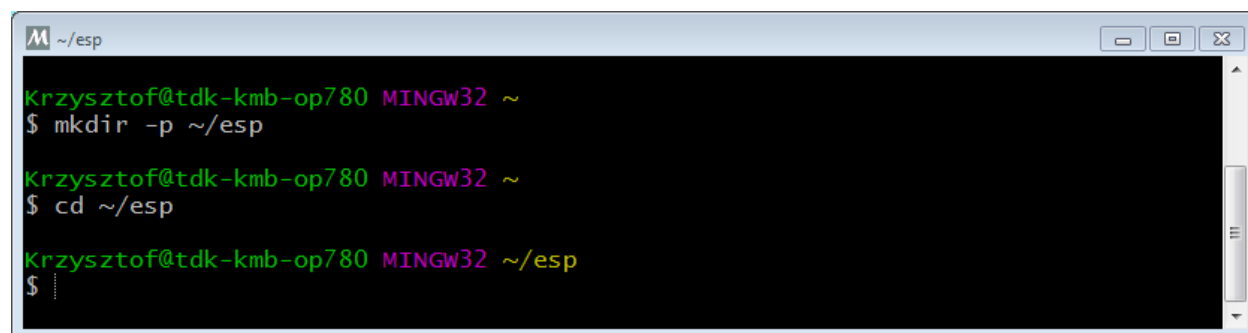 ~/esp
Krzysztof@tdk-kmb-op780 MINGW32 ~
$ mkdir -p ~/esp
Krzysztof@tdk-kmb-op780 MINGW32 ~
$ cd ~/esp
Krzysztof@tdk-kmb-op780 MINGW32 ~/esp
$